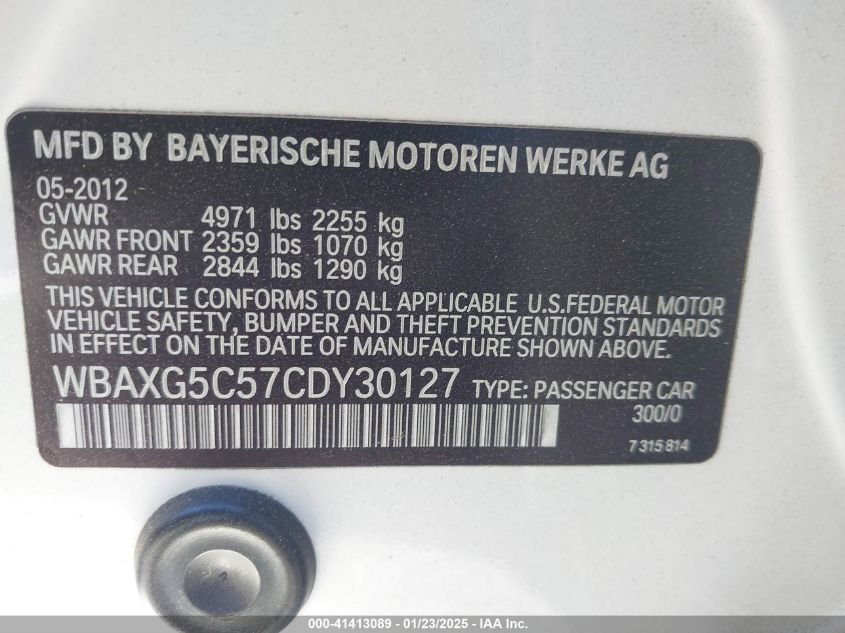 MFD BY BAYERISCHE MOTOREN WERKE AG
05-2012
GVWR 4971 lbs 2255 kg
GAWR FRONT 2359 lbs 1070 kg
GAWR REAR 2844 lbs 1290 kg
THIS VEHICLE CONFORMS TO ALL APPLICABLE U.S.FEDERAL MOTOR
VEHICLE SAFETY, BUMPER AND THEFT PREVENTION STANDARDS
IN EFFECT ON THE DATE OF MANUFACTURE SHOWN ABOVE.
WBAXG5C57CDY30127 TYPE: PASSENGER CAR
300/0
7 315 814
000-41413089 - 01/23/2025 - IAA Inc.